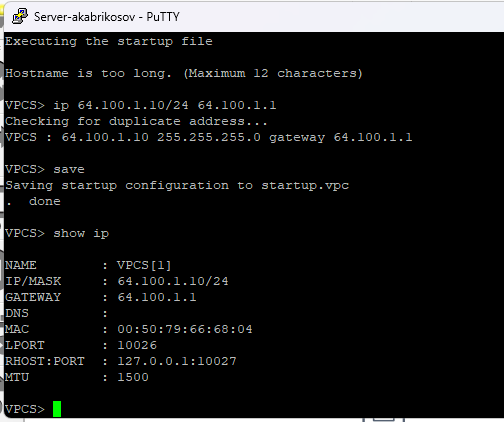 Server-akabrikosov - PuTTY
Executing the startup file
Hostname is too long. (Maximum 12 characters)
VPCS> ip 64.100.1.10/24 64.100.1.1
Checking for duplicate address...
VPCS : 64.100.1.10 255.255.255.0 gateway 64.100.1.1
VPCS> save
Saving startup configuration to startup.vpc
.  done
VPCS> show ip
NAME        : VPCS[1]
IP/MASK     : 64.100.1.10/24
GATEWAY     : 64.100.1.1
DNS         :
MAC         : 00:50:79:66:68:04
LPORT       : 10026
RHOST:PORT  : 127.0.0.1:10027
MTU         : 1500
VPCS>